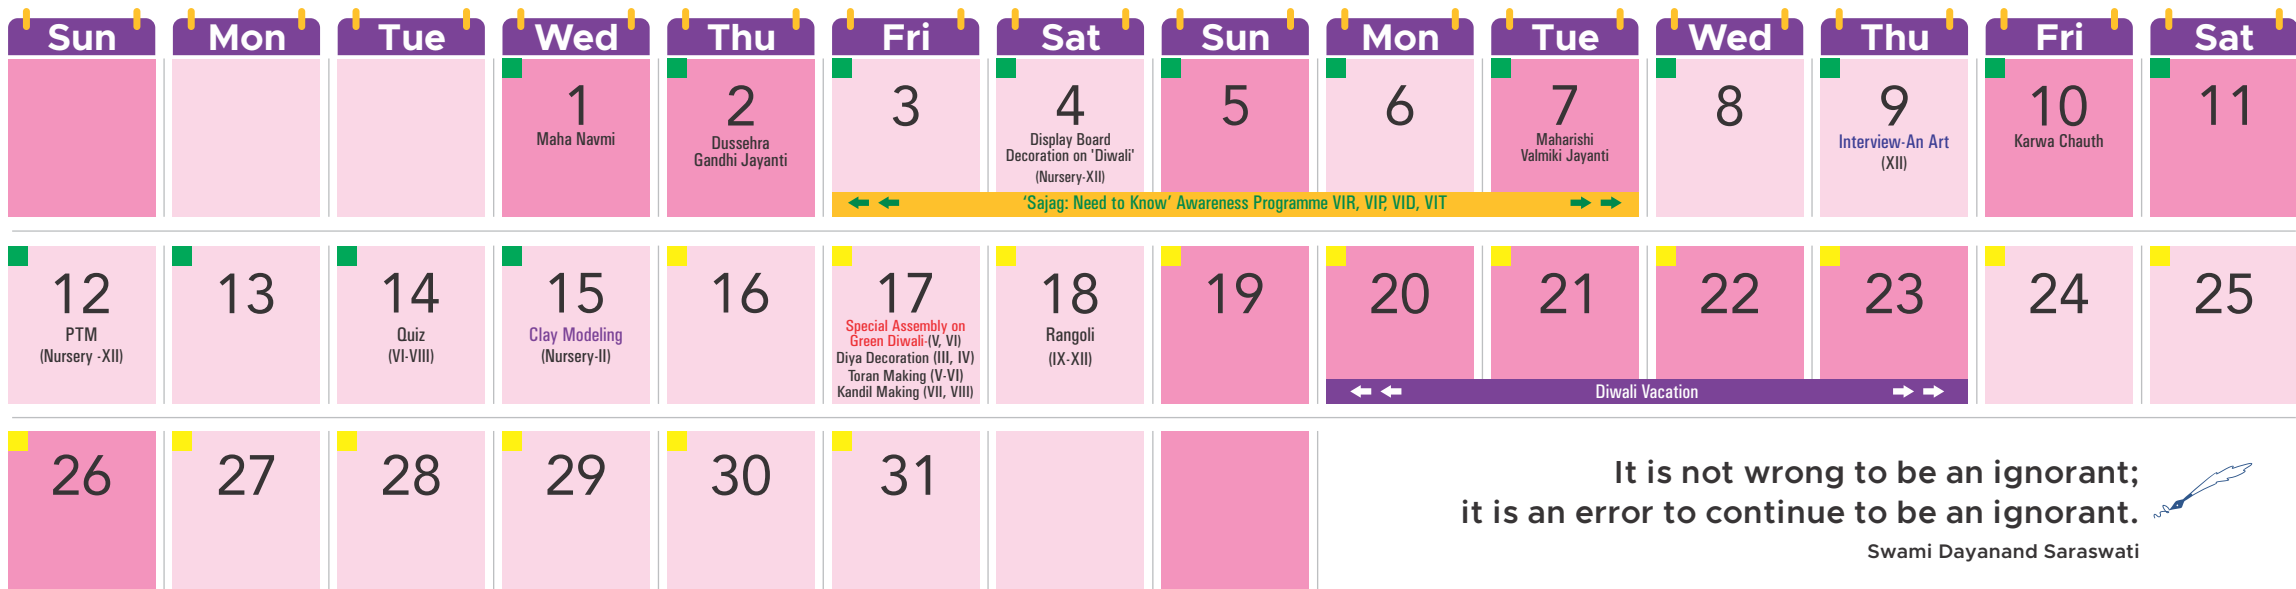 Sun Mon Tue Wed Thu Fri Sat Sun Mon Tue Wed Thu Fri Sat
1
Maha Navmi
2
Dussehra
Gandhi Jayanti
3
4
Display Board
Decoration on 'Diwali'
(Nursery-XII)
5
6
7
Maharishi
Valmiki Jayanti
8
9
Interview-An Art
(XII)
10
Karwa Chauth
11
‘Sajag: Need to Know’ Awareness Programme VIR, VIP, VID, VIT
12
PTM
(Nursery -XII)
13
14
Quiz
(VI-VIII)
15
Clay Modeling
(Nursery-II)
16
17
Special Assembly on
Green Diwali-(V, VI)
Diya Decoration (III, IV)
Toran Making (V-VI)
Kandil Making (VII, VIII)
18
Rangoli
(IX-XII)
19
20
21
22
23
24
25
Diwali Vacation
26
27
28
29
30
31
It is not wrong to be an ignorant;
it is an error to continue to be an ignorant.
Swami Dayanand Saraswati